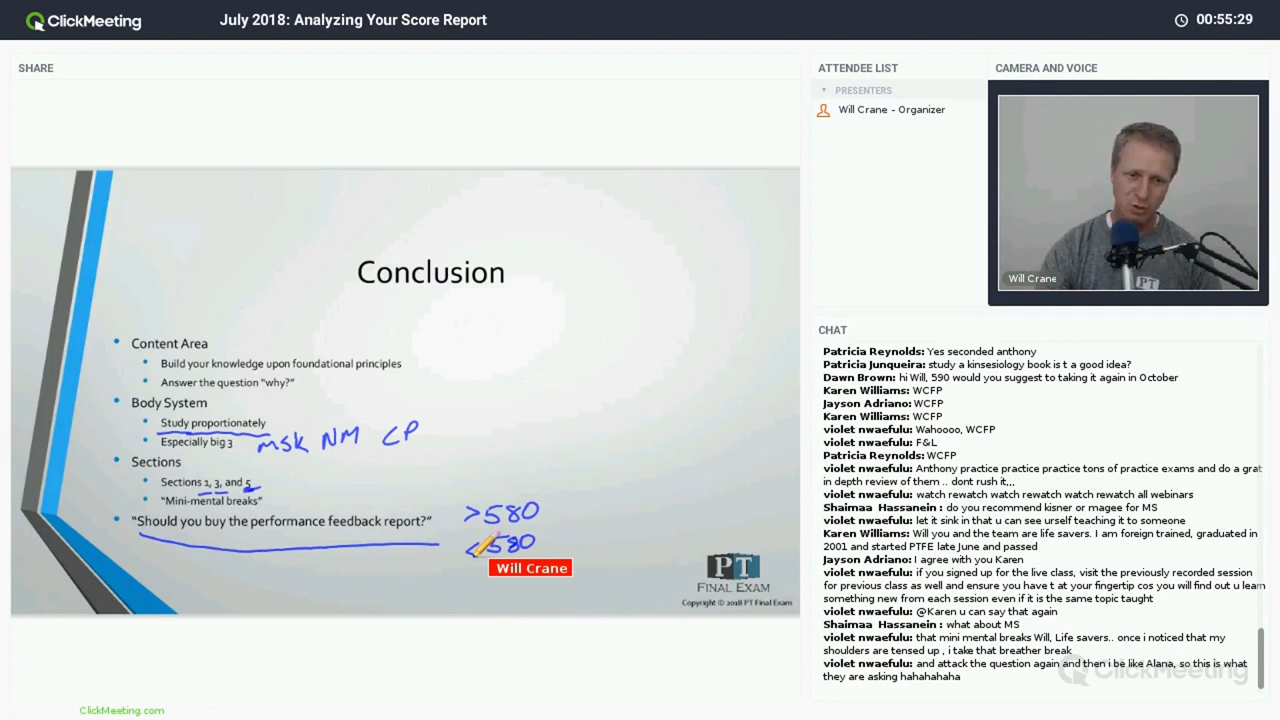 ClickMeeting
July 2018: Analyzing Your Score Report
00:55:29
SHARE
Conclusion
• Content Area
• Build your knowledge upon foundational principles
• Answer the question "why?"
• Body System
• Study proportionately
• Especially big 3 MSK NM CP
• Sections
• Sections 1, 3, and 5
• "Mini-mental breaks"
• "Should you buy the performance feedback report?" >580
<580
Will Crane
PT
FINAL EXAM
Copyright © 2018 PT Final Exam
ClickMeeting.com
ATTENDEE LIST
PRESENTERS
Will Crane - Organizer
CAMERA AND VOICE
PT
Will Crane
CHAT
Patricia Reynolds: Yes seconded anthony
Patricia Junqueira: study a kinsesiology book is t a good idea?
Dawn Brown: hi Will, 590 would you suggest to taking it again in October
Karen Williams: WCFP
Jayson Adriano: WCFP
Karen Williams: WCFP
violet nwaefulu: Wahoooo, WCFP
violet nwaefulu: F&L
Patricia Reynolds: WCFP
violet nwaefulu: Anthony practice practice practice tons of practice exams and do a grat
in depth review of them .. dont rush it,,,
violet nwaefulu: watch rewatch watch rewatch watch rewatch all webinars
Shaimaa Hassanein : do you recommend kisner or magee for MS
violet nwaefulu: let it sink in that u can see urself teaching it to someone
Karen Williams: Will you and the team are life savers. I am foreign trained, graduated in
2001 and started PTFE late June and passed
Jayson Adriano: I agree with you Karen
violet nwaefulu: if you signed up for the live class, visit the previously recorded session
for previous class as well and ensure you have t at your fingertip cos you will find out u learn
something new from each session even if it is the same topic taught
violet nwaefulu: @Karen u can say that again
Shaimaa Hassanein : what about MS
violet nwaefulu: that mini mental breaks Will, Life savers.. once i noticed that my
shoulders are tensed up , i take that breather break
violet nwaefulu: and attack the question again and then i be like Alana, so this is what
they are asking hahahahaha
ClickMeeting